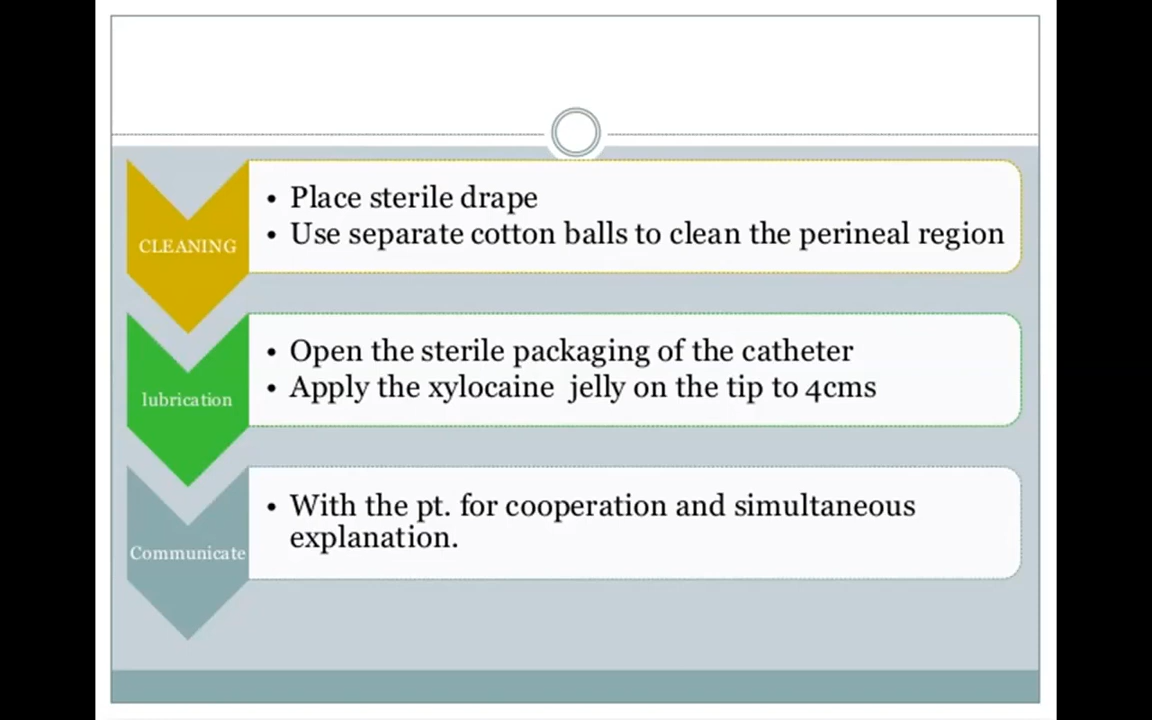 CLEANING
• Place sterile drape
• Use separate cotton balls to clean the perineal region
lubrication
• Open the sterile packaging of the catheter
• Apply the xylocaine  jelly on the tip to 4cms
Communicate
• With the pt. for cooperation and simultaneous
explanation.